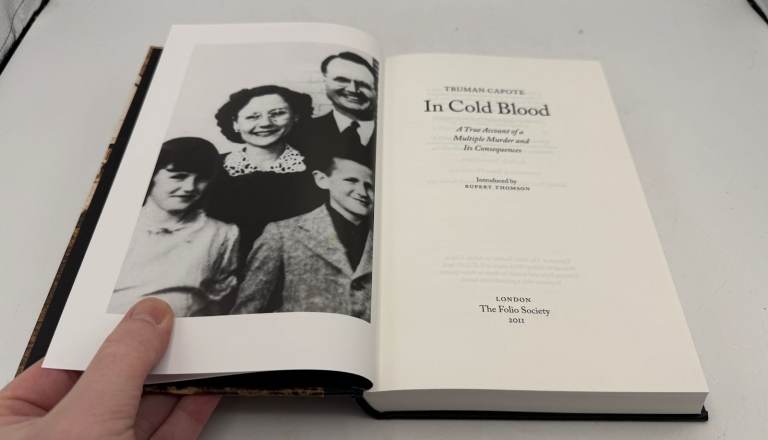 TRUMAN CAPOTE
In Cold Blood
A True Account of a
Multiple Murder and
Its Consequences
Introduced by
RUPERT THOMSON
LONDON
The Folio Society
2011